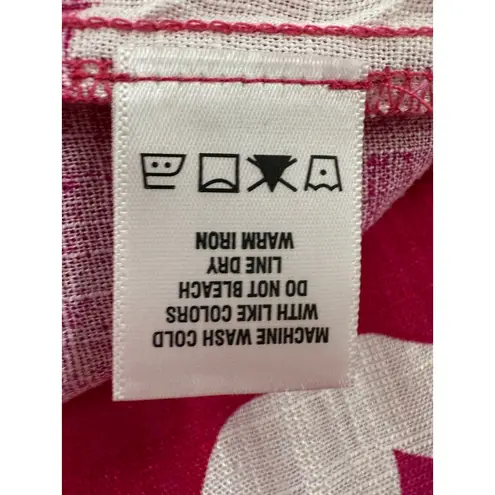 MACHINE WASH COLD
WITH LIKE COLORS
DO NOT BLEACH
LINE DRY
WARM IRON